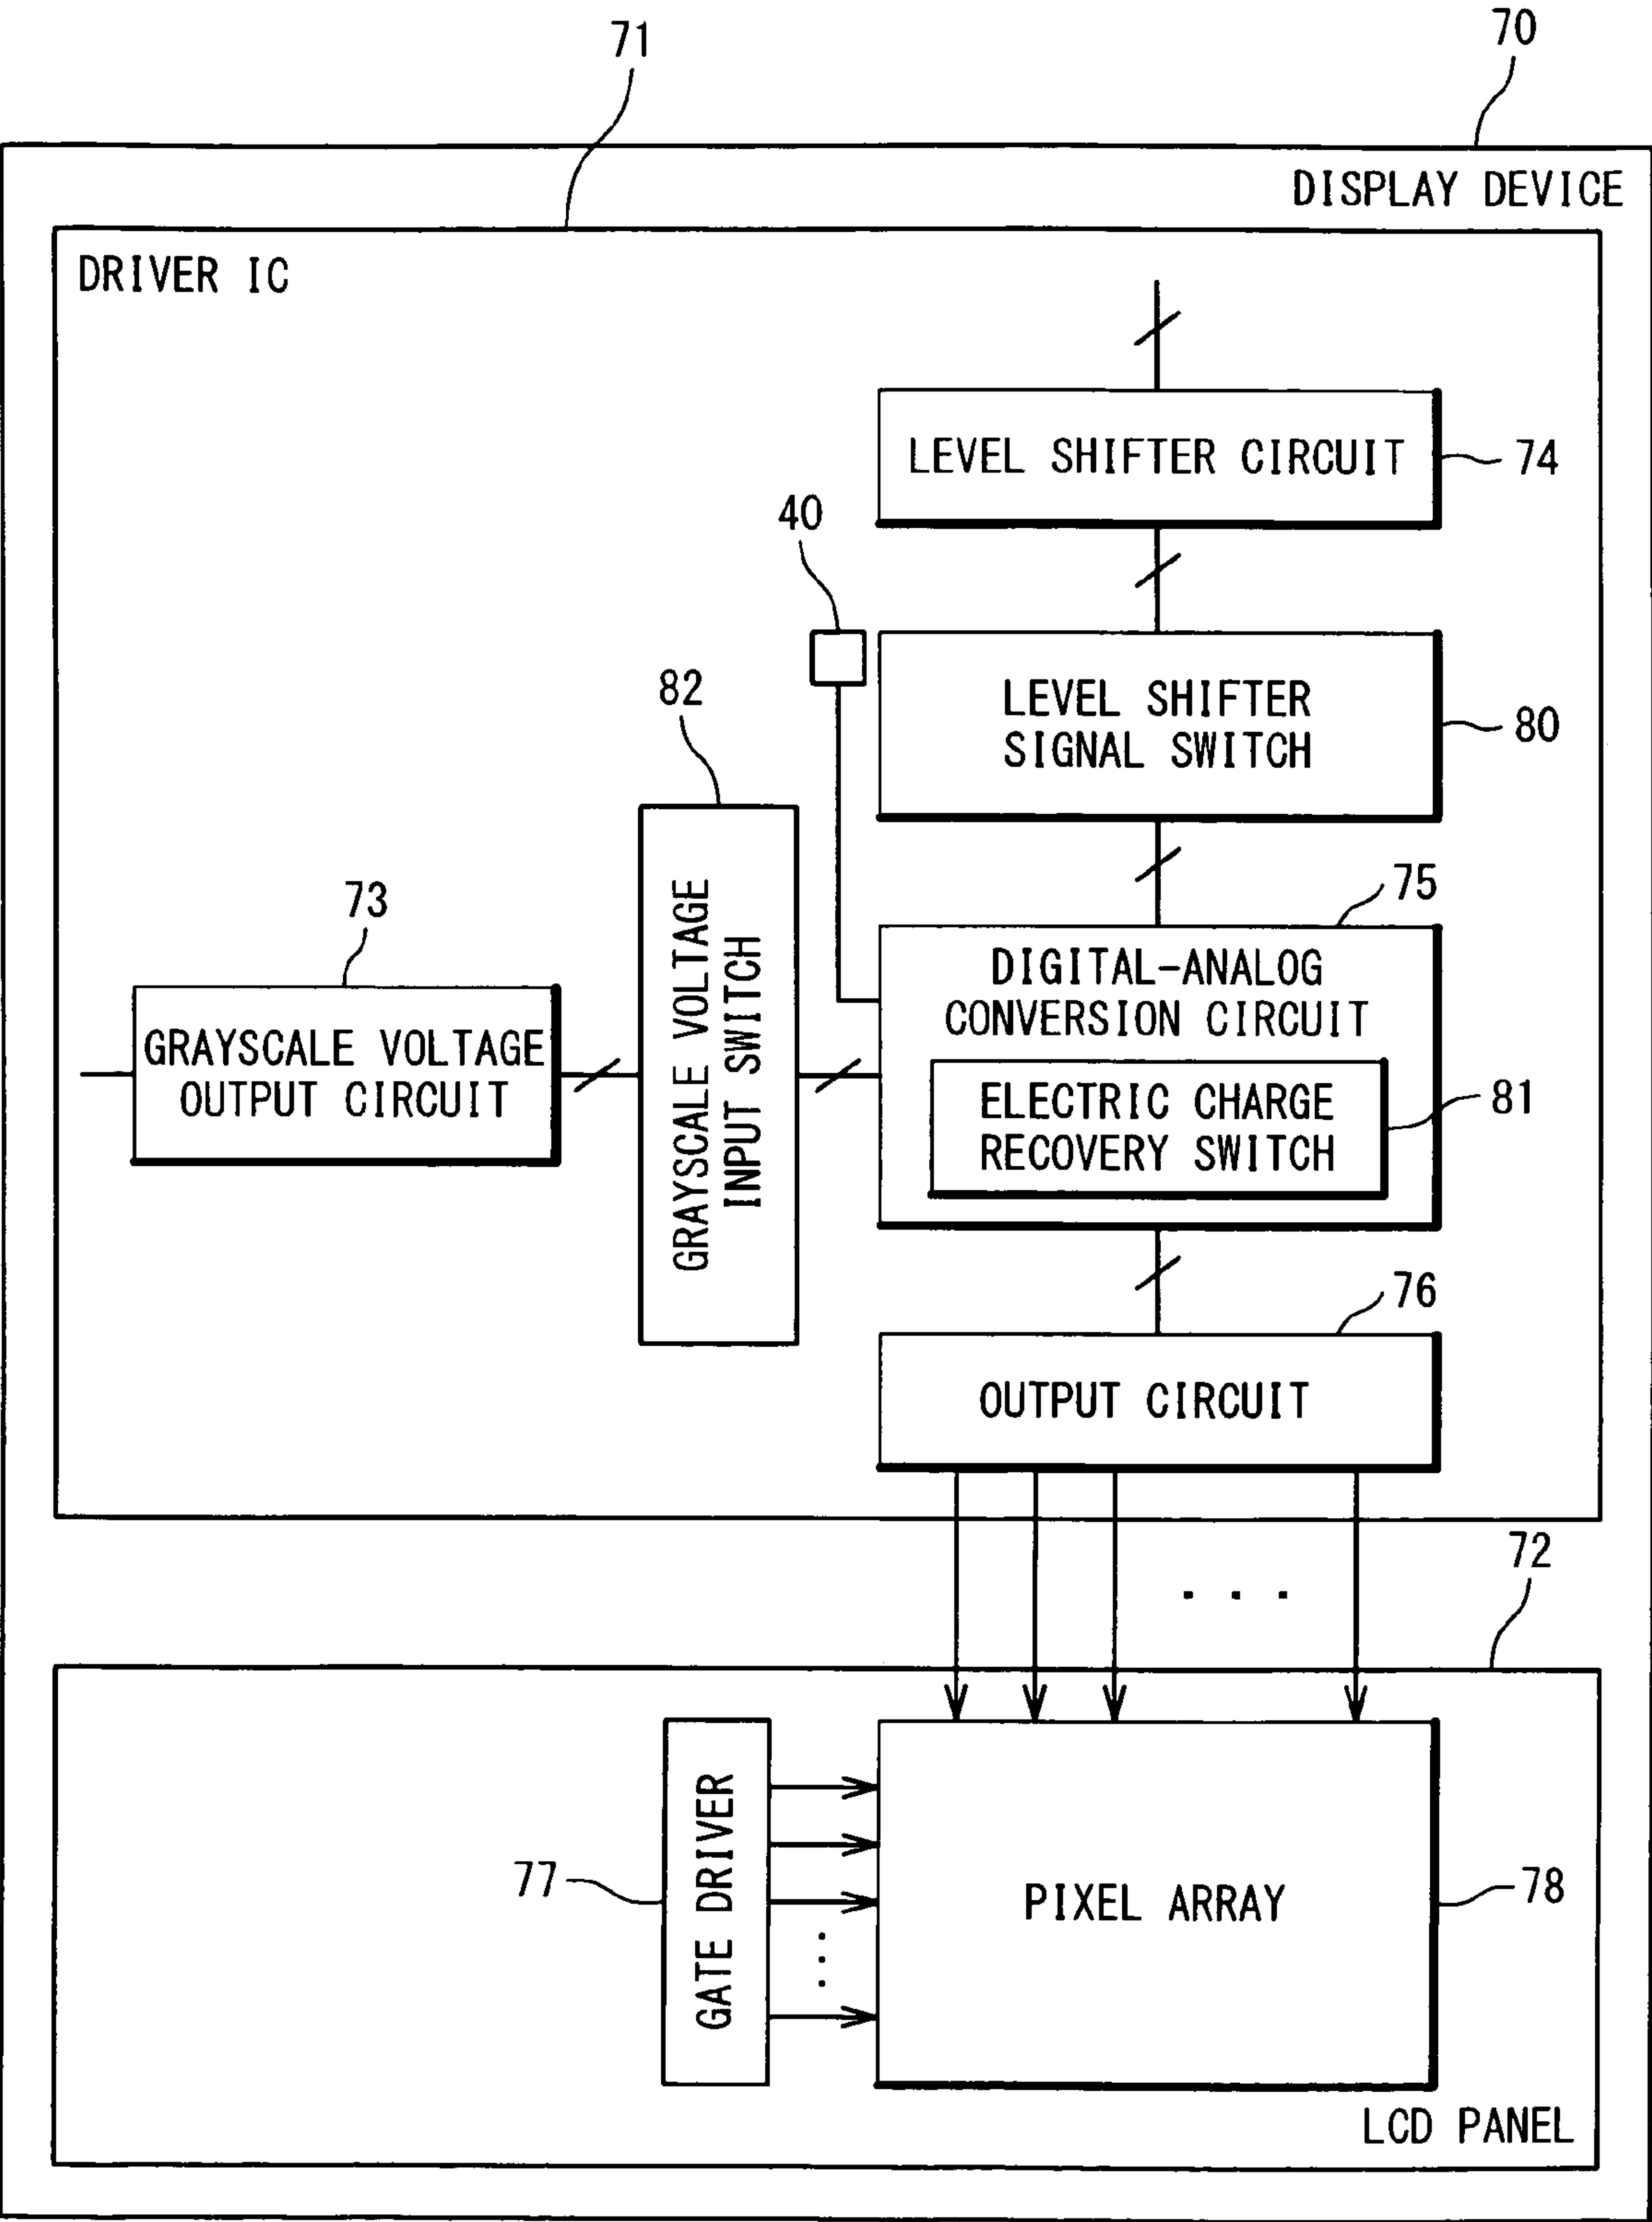 71
70
DISPLAY DEVICE
DRIVER IC
LEVEL SHIFTER CIRCUIT
74
40
LEVEL SHIFTER
SIGNAL SWITCH
80
82
GRAYSCALE VOLTAGE
INPUT SWITCH
73
GRAYSCALE VOLTAGE
OUTPUT CIRCUIT
75
DIGITAL-ANALOG
CONVERSION CIRCUIT
ELECTRIC CHARGE
RECOVERY SWITCH
81
76
OUTPUT CIRCUIT
. . .
72
77
GATE DRIVER
. . .
PIXEL ARRAY
78
LCD PANEL